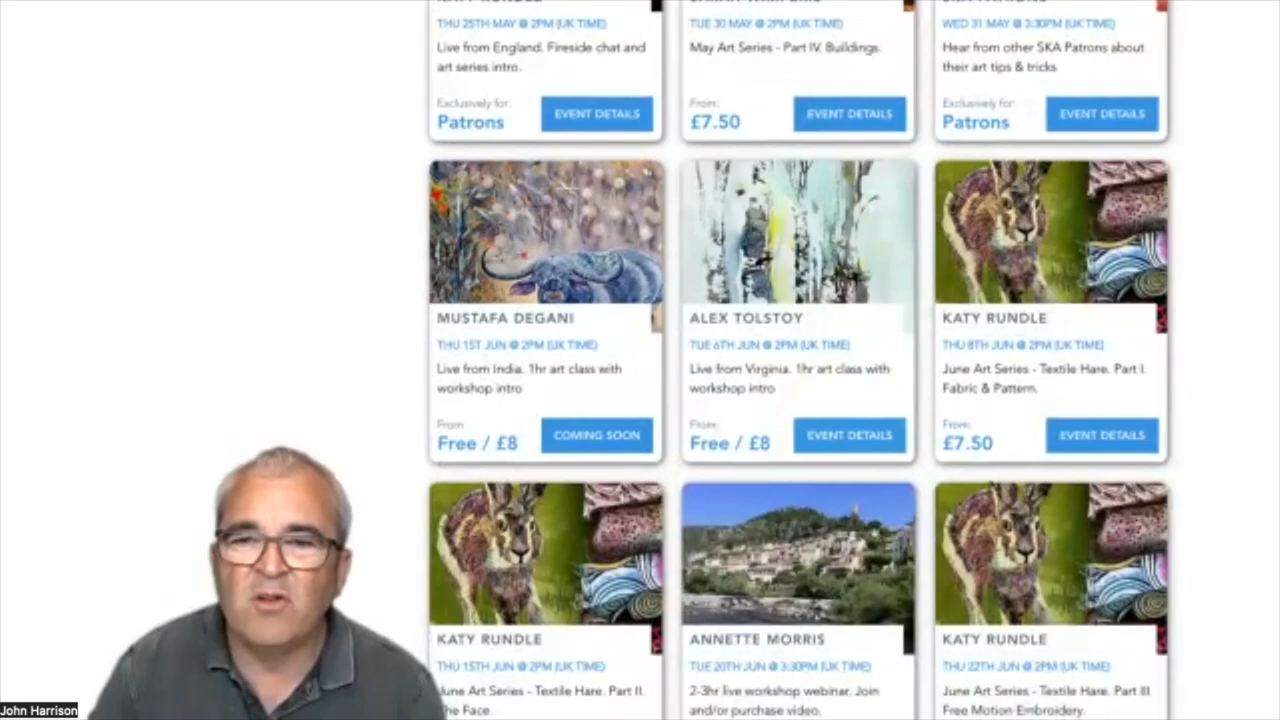 THU 25TH MAY @ 2PM (UK TIME)
Live from England. Fireside chat and
art series intro.
Exclusively for:
Patrons
EVENT DETAILS
TUE 30 MAY @ 2PM (UK TIME)
May Art Series - Part IV. Buildings.
From:
£7.50
EVENT DETAILS
WED 31 MAY @ 3:30PM (UK TIME)
Hear from other SKA Patrons about
their art tips & tricks
Exclusively for:
Patrons
EVENT DETAILS
MUSTAFA DEGANI
THU 1ST JUN @ 2PM (UK TIME)
Live from India. 1hr art class with
workshop intro
From:
Free / £8
COMING SOON
ALEX TOLSTOY
TUE 6TH JUN @ 2PM (UK TIME)
Live from Virginia. 1hr art class with
workshop intro
From:
Free / £8
EVENT DETAILS
KATY RUNDLE
THU 8TH JUN @ 2PM (UK TIME)
June Art Series - Textile Hare. Part I.
Fabric & Pattern.
From:
£7.50
EVENT DETAILS
KATY RUNDLE
THU 15TH JUN @ 2PM (UK TIME)
June Art Series - Textile Hare. Part II.
The Face.
ANNETTE MORRIS
TUE 20TH JUN @ 3:30PM (UK TIME)
2-3hr live workshop webinar. Join
and/or purchase video.
KATY RUNDLE
THU 22TH JUN @ 2PM (UK TIME)
June Art Series - Textile Hare. Part III
Free Motion Embroidery.
John Harrison